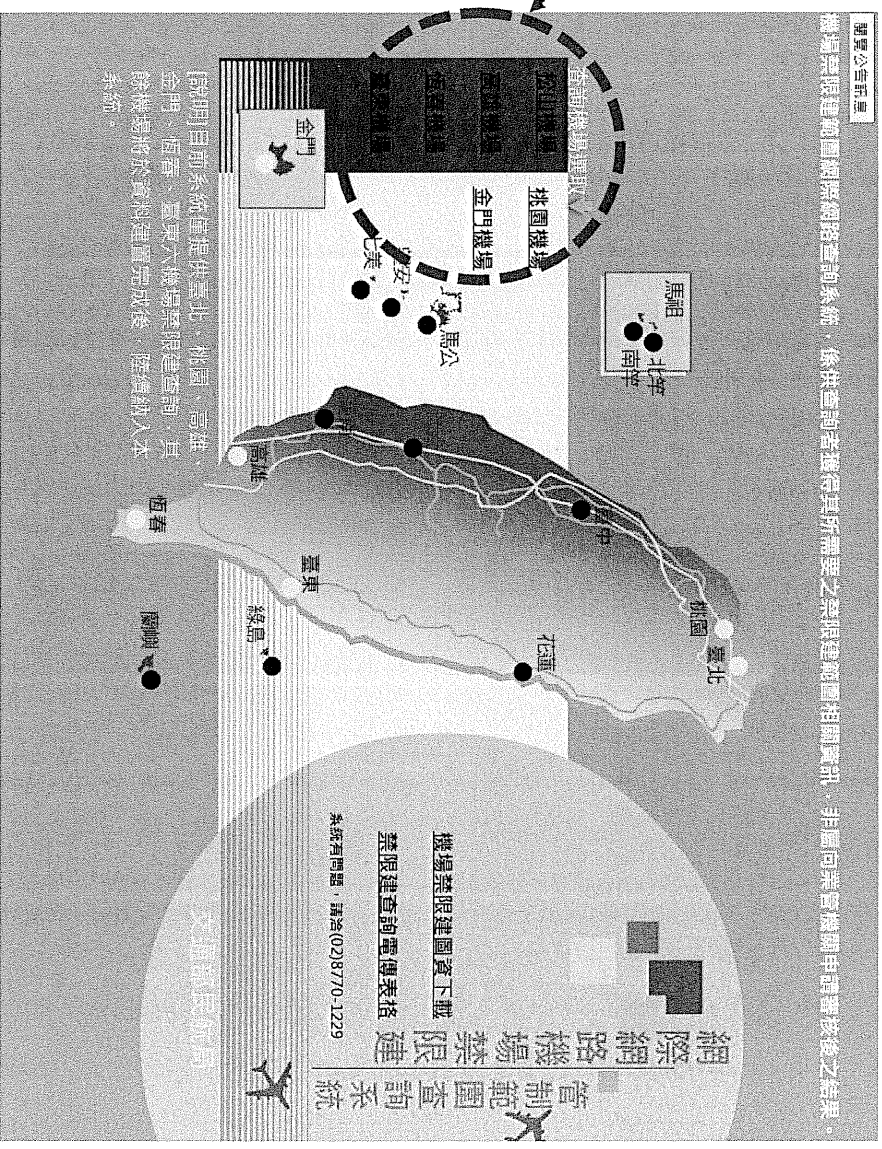 閱覽公告訊息
機場禁限建範圍網際網路查詢系統，係供查詢者獲得其所需要之禁限建範圍相關資訊，非屬向業管機關申請審核後之結果。
查詢機場選取
松山機場
桃園機場
高雄機場
金門機場
恆春機場
臺東機場
馬祖
北竿
南竿
馬公
七美
金門
桃園
臺北
臺中
花蓮
高雄
臺東
恆春
綠島
蘭嶼
網際網路機場禁限建
管制範圍查詢系統
機場禁限建圖資下載
禁限建查詢電傳表格
系統有問題，請洽(02)8770-1229
說明目前系統僅提供臺北、桃園、高雄、
金門、恆春、臺東六機場禁限建查詢，其
餘機場將於資料建置完成後，陸續納入本
系統。